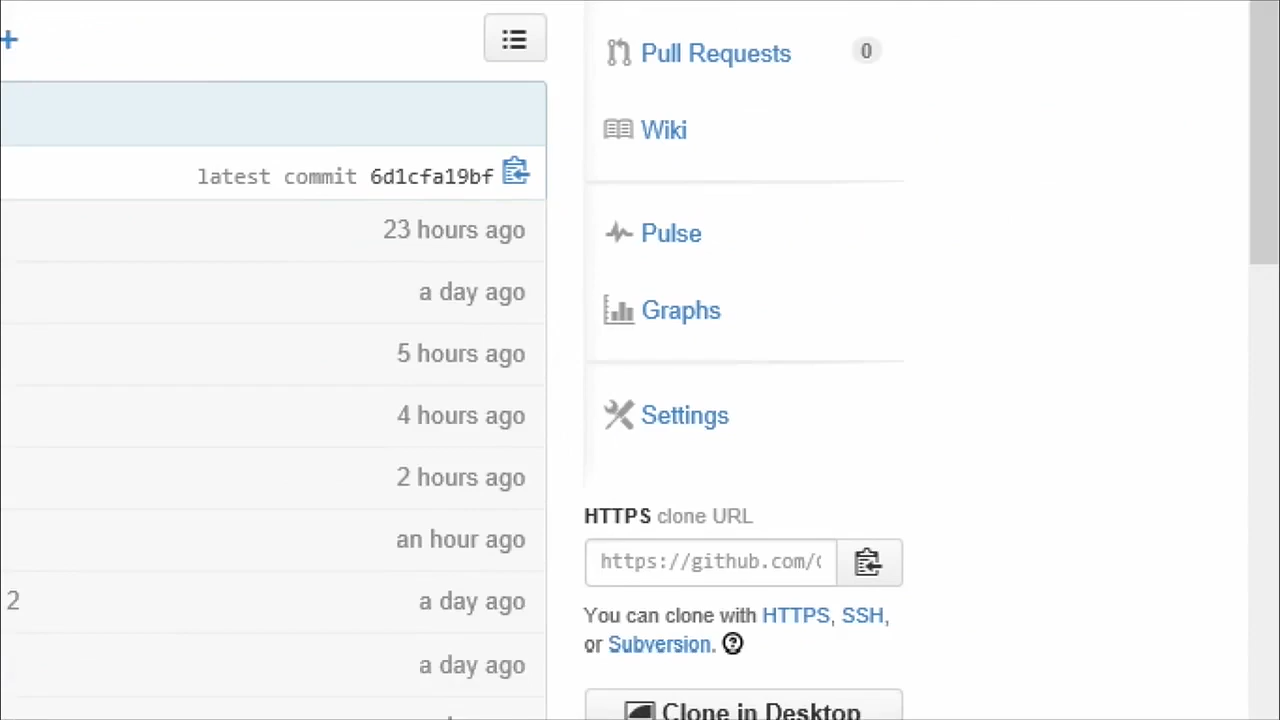 +
latest commit 6d1cfa19bf
23 hours ago
a day ago
5 hours ago
4 hours ago
2 hours ago
an hour ago
2 a day ago
a day ago
Pull Requests 0
Wiki
Pulse
Graphs
Settings
HTTPS clone URL
https://github.com/
You can clone with HTTPS, SSH,
or Subversion.
Clone in Desktop